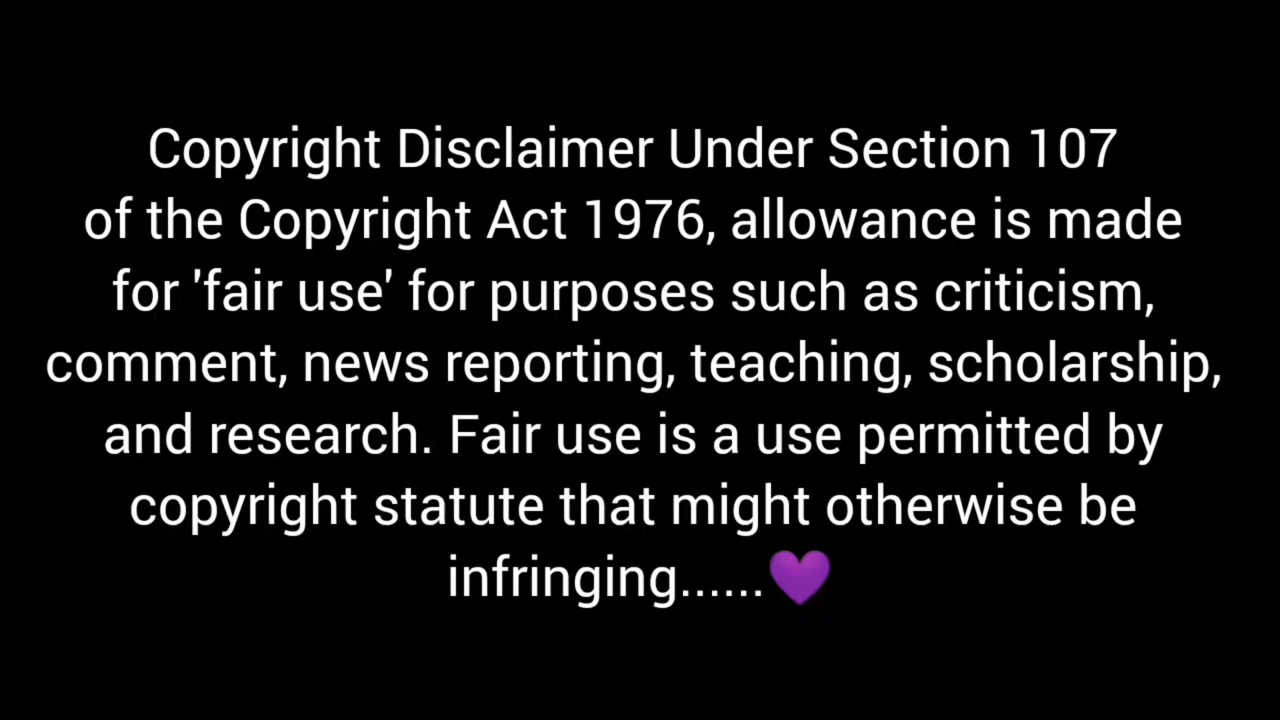 Copyright Disclaimer Under Section 107
of the Copyright Act 1976, allowance is made
for 'fair use' for purposes such as criticism,
comment, news reporting, teaching, scholarship,
and research. Fair use is a use permitted by
copyright statute that might otherwise be
infringing......💜